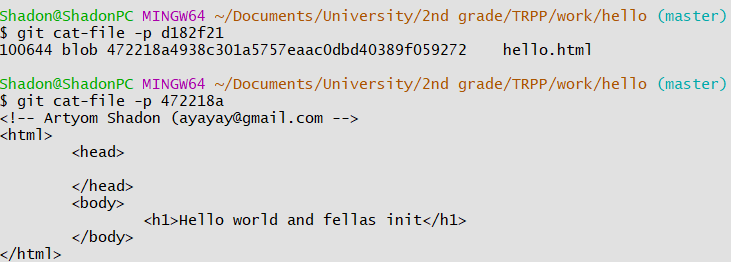 Shadon@ShadonPC MINGW64 ~/Documents/University/2nd grade/TRPP/work/hello (master)
$ git cat-file -p d182f21
100644 blob 472218a4938c301a5757eaac0dbd40389f059272    hello.html

Shadon@ShadonPC MINGW64 ~/Documents/University/2nd grade/TRPP/work/hello (master)
$ git cat-file -p 472218a
<!-- Artyom Shadon (ayayay@gmail.com -->
<html>
        <head>

        </head>
        <body>
                <h1>Hello world and fellas init</h1>
        </body>
</html>